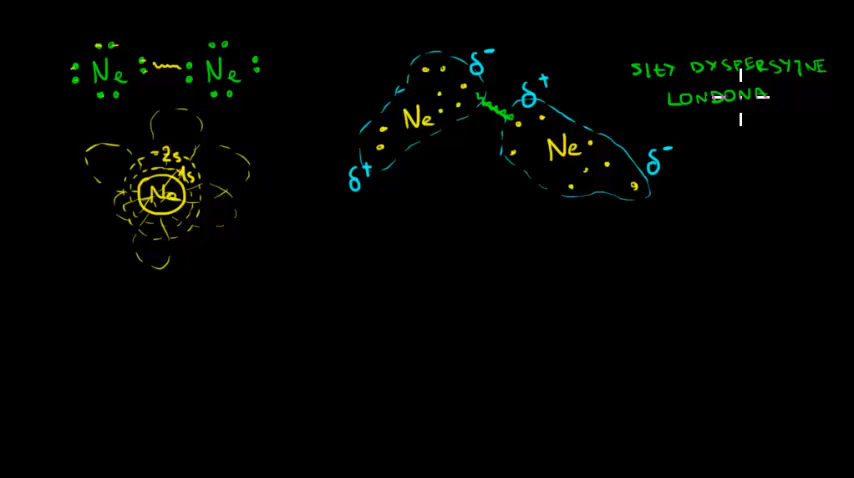 Ne Ne
2s
1s
Ne
δ-
Ne
δ+
δ+
Ne
δ-
SIŁY DYSPERSYJNE
LONDONA